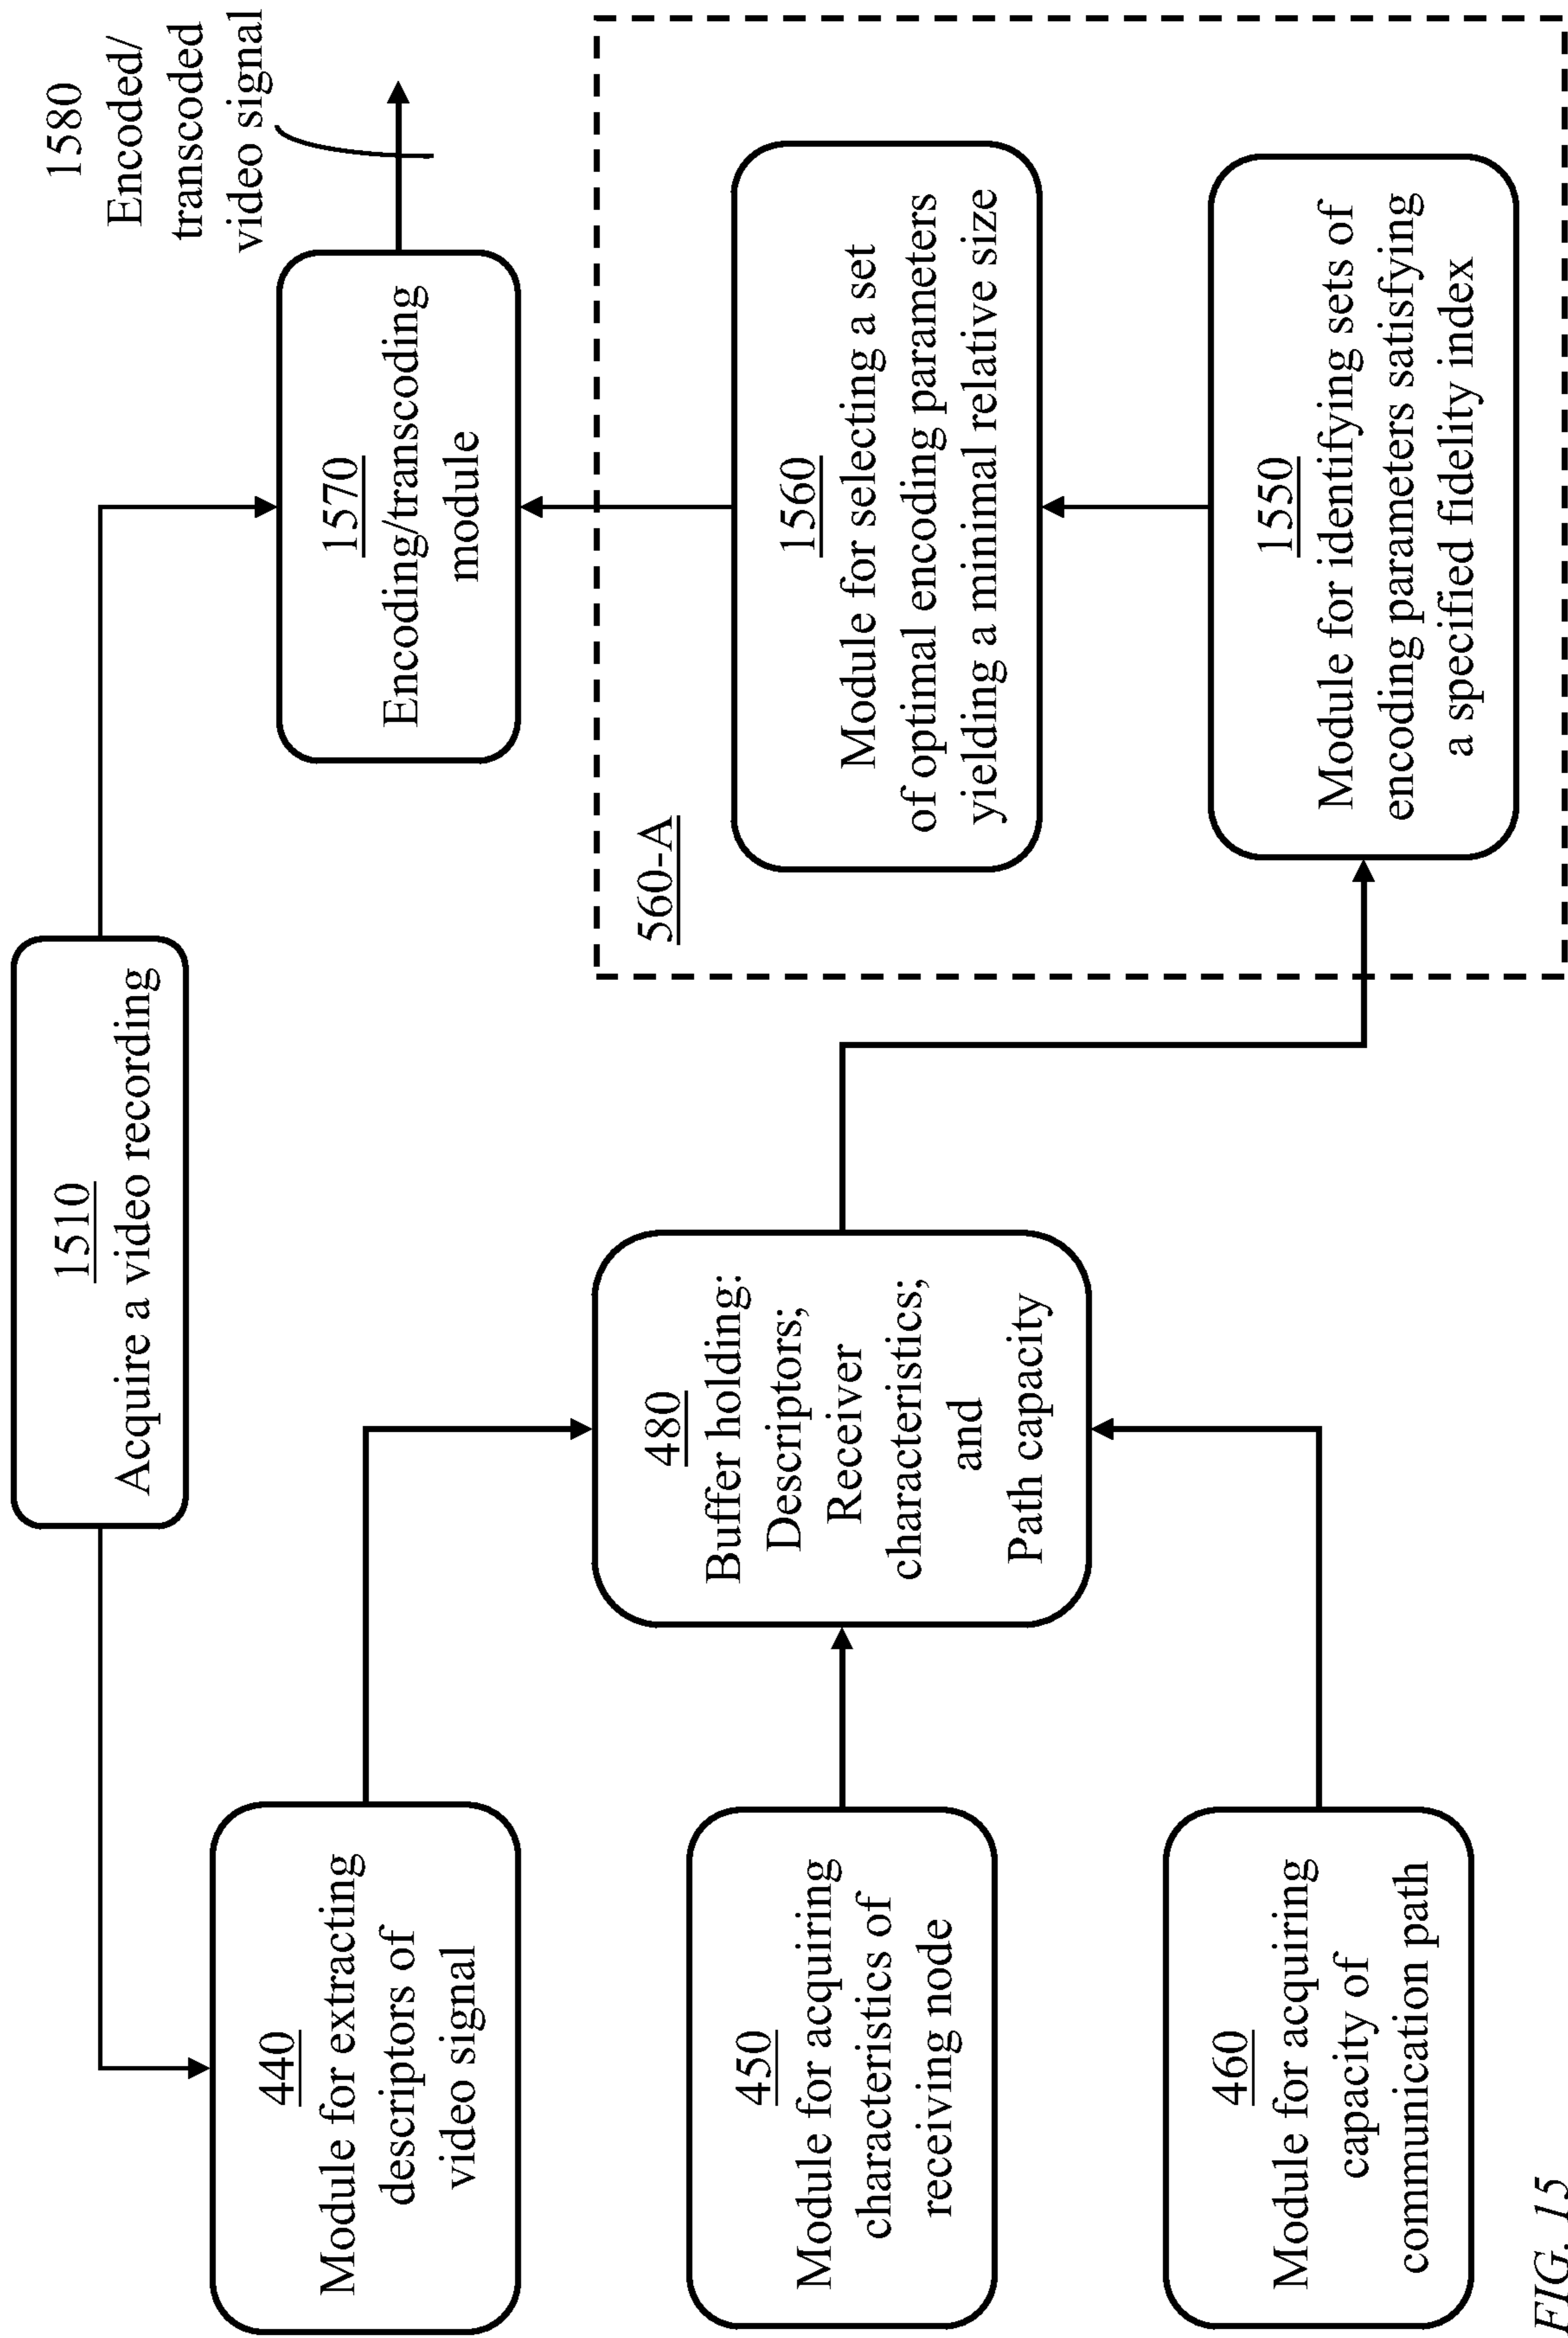 1510
Acquire a video recording
1580
Encoded/
transcoded
video signal
440
Module for extracting
descriptors of
video signal
1570
Encoding/transcoding
module
450
Module for acquiring
characteristics of
receiving node
480
Buffer holding:
Descriptors;
Receiver
characteristics;
and
Path capacity
560-A
1560
Module for selecting a set
of optimal encoding parameters
yielding a minimal relative size
460
Module for acquiring
capacity of
communication path
1550
Module for identifying sets of
encoding parameters satisfying
a specified fidelity index
FIG. 15